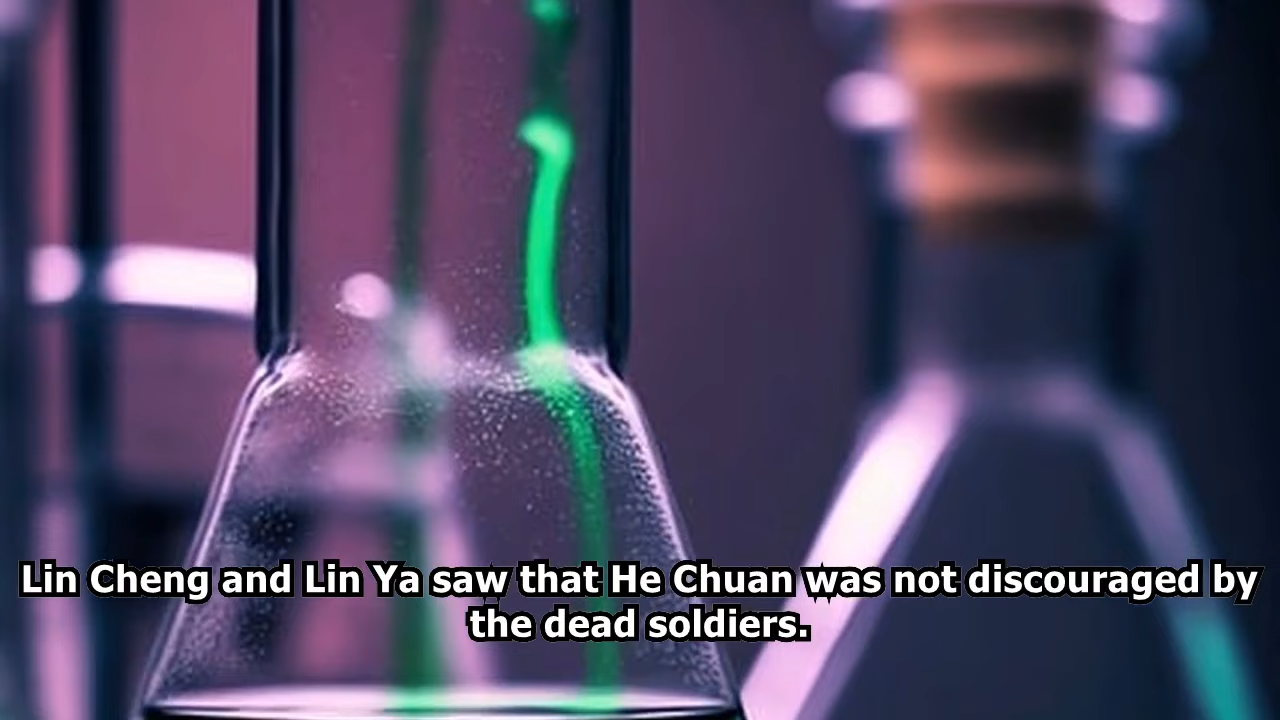 Lin Cheng and Lin Ya saw that He Chuan was not discouraged by
the dead soldiers.